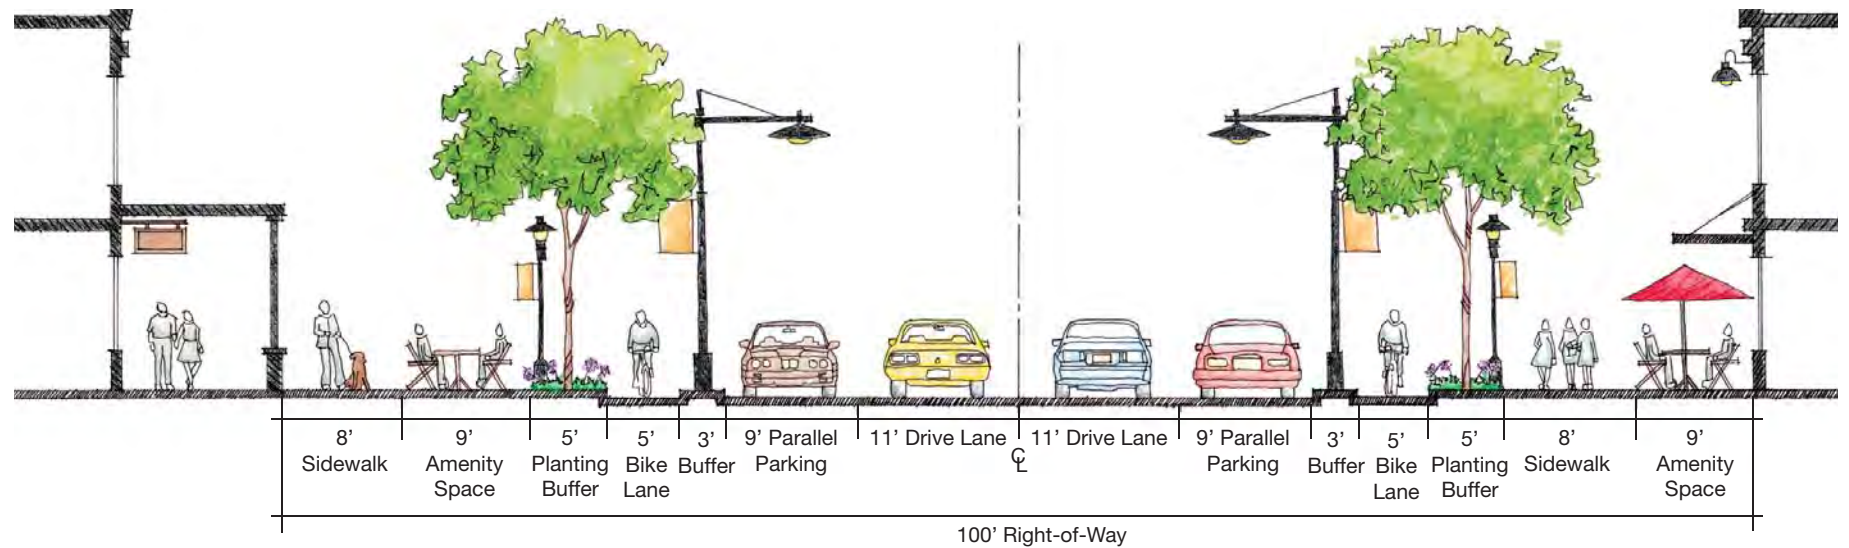 8’
Sidewalk
9’
Amenity
Space
5’
Planting
Buffer
5’
Bike
Lane
3’
Buffer
9’ Parallel
Parking
11’ Drive Lane
CL
11’ Drive Lane
9’ Parallel
Parking
3’
Buffer
5’
Bike
Lane
5’
Planting
Buffer
8’
Sidewalk
9’
Amenity
Space
100’ Right-of-Way